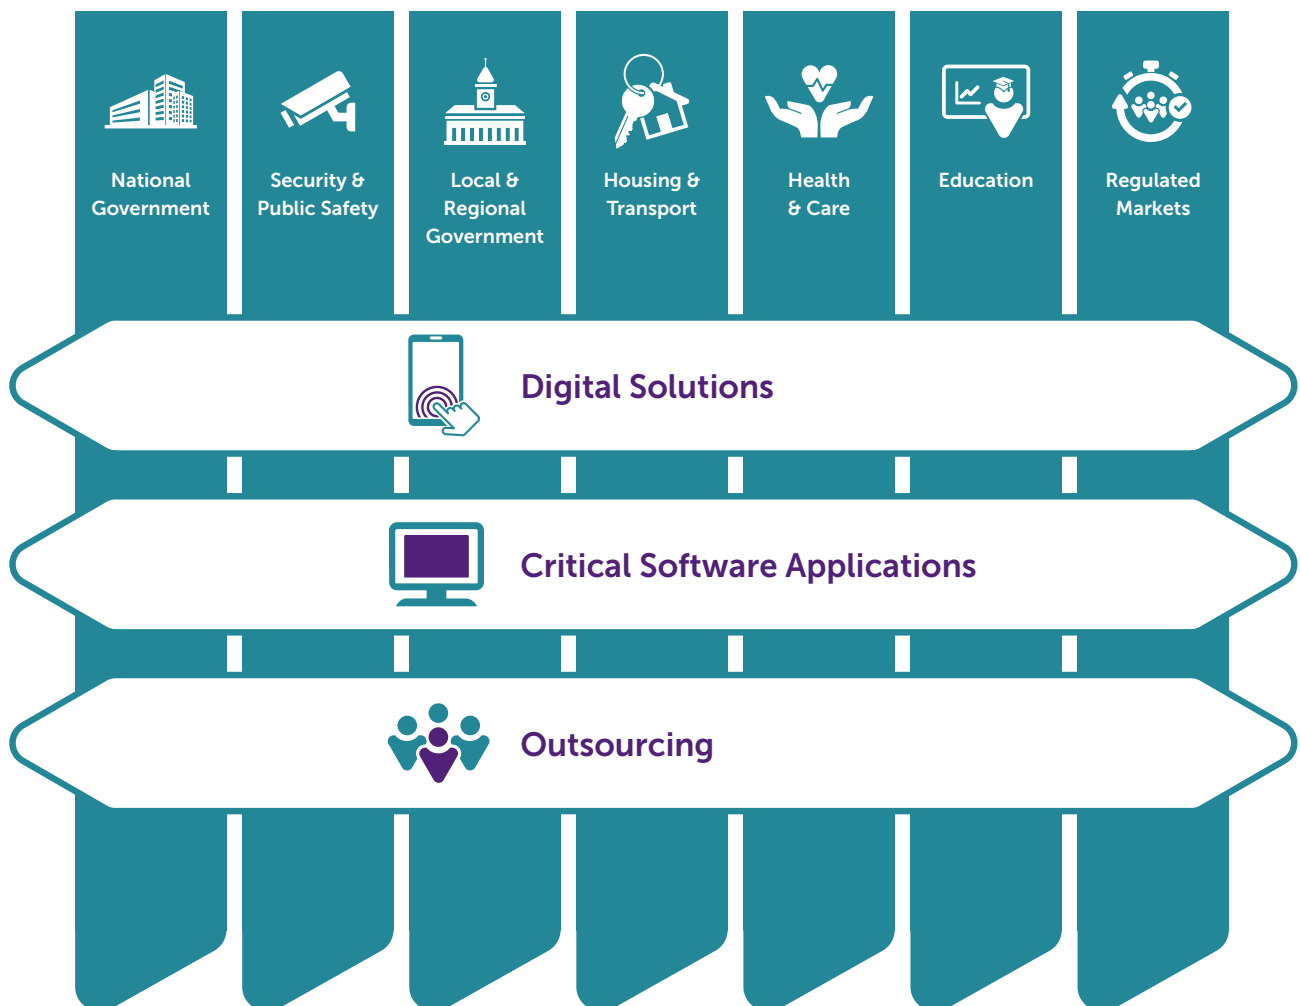 National
Government
Security &
Public Safety
Local &
Regional
Government
Housing &
Transport
Health
& Care
Education
Regulated
Markets
Digital Solutions
Critical Software Applications
Outsourcing